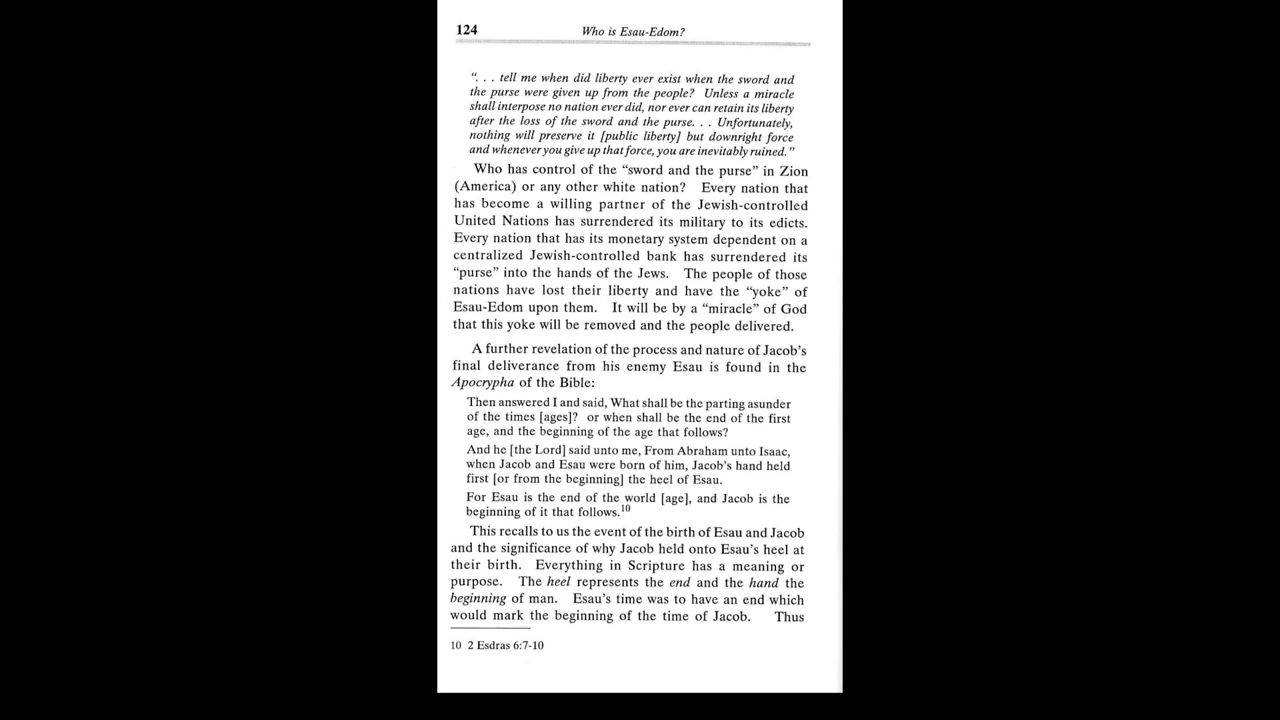 124
Who is Esau-Edom?
“. . . tell me when did liberty ever exist when the sword and
the purse were given up from the people? Unless a miracle
shall interpose no nation ever did, nor ever can retain its liberty
after the loss of the sword and the purse. . . Unfortunately,
nothing will preserve it [public liberty] but downright force
and whenever you give up that force, you are inevitably ruined.”
Who has control of the “sword and the purse” in Zion
(America) or any other white nation? Every nation that
has become a willing partner of the Jewish-controlled
United Nations has surrendered its military to its edicts.
Every nation that has its monetary system dependent on a
centralized Jewish-controlled bank has surrendered its
“purse” into the hands of the Jews. The people of those
nations have lost their liberty and have the “yoke” of
Esau-Edom upon them. It will be by a “miracle” of God
that this yoke will be removed and the people delivered.
A further revelation of the process and nature of Jacob’s
final deliverance from his enemy Esau is found in the
Apocrypha of the Bible:
Then answered I and said, What shall be the parting asunder
of the times [ages]? or when shall be the end of the first
age, and the beginning of the age that follows?
And he [the Lord] said unto me, From Abraham unto Isaac,
when Jacob and Esau were born of him, Jacob’s hand held
first [or from the beginning] the heel of Esau.
For Esau is the end of the world [age], and Jacob is the
beginning of it that follows.10
This recalls to us the event of the birth of Esau and Jacob
and the significance of why Jacob held onto Esau’s heel at
their birth. Everything in Scripture has a meaning or
purpose. The heel represents the end and the hand the
beginning of man. Esau’s time was to have an end which
would mark the beginning of the time of Jacob. Thus
10 2 Esdras 6:7-10